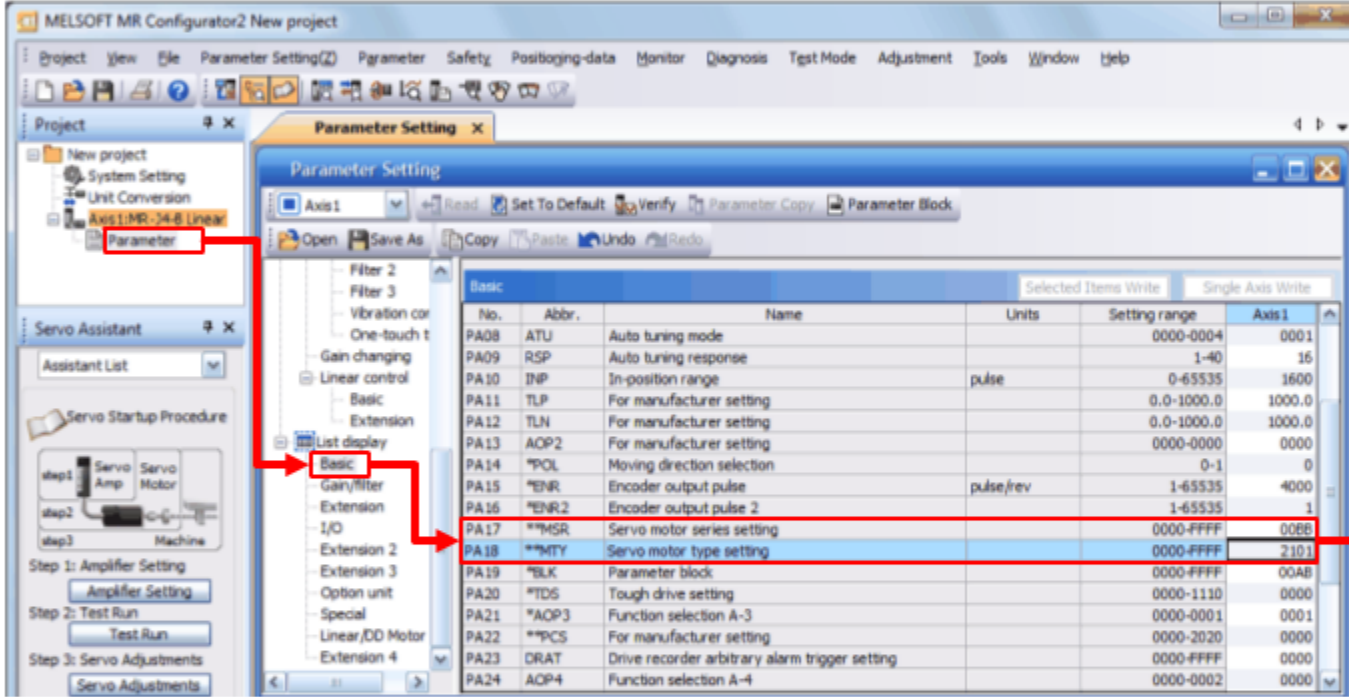 MELSOFT MR Configurator2 New project
Project View File Parameter Setting(Z) Parameter Safety Positioning-data Monitor Diagnosis Test Mode Adjustment Tools Window Help
Project
New project
System Setting
Unit Conversion
Axis1:MR-J4-B Linear
Parameter
Servo Assistant
Assistant List
Servo Startup Procedure
step1 Servo Amp Servo Motor
step2
step3 Machine
Step 1: Amplifier Setting
Amplifier Setting
Step 2: Test Run
Test Run
Step 3: Servo Adjustments
Servo Adjustments
Parameter Setting X
Parameter Setting
Axis1 Read Set To Default Verify Parameter Copy Parameter Block
Open Save As Copy Paste Undo Redo
Filter 2
Filter 3
Vibration cor
One-touch t
Gain changing
Linear control
Basic
Extension
List display
Basic
Gain/filter
Extension
I/O
Extension 2
Extension 3
Option unit
Special
Linear/DD Motor
Extension 4
Basic Selected Items Write Single Axis Write
No. Abbr. Name Units Setting range Axis1
PA08 ATU Auto tuning mode 0000-0004 0001
PA09 RSP Auto tuning response 1-40 16
PA10 INP In-position range pulse 0-65535 1600
PA11 TLP For manufacturer setting 0.0-1000.0 1000.0
PA12 TLN For manufacturer setting 0.0-1000.0 1000.0
PA13 AOP2 For manufacturer setting 0000-0000 0000
PA14 *POL Moving direction selection 0-1 0
PA15 *ENR Encoder output pulse pulse/rev 1-65535 4000
PA16 *ENR2 Encoder output pulse 2 1-65535 1
PA17 **MSR Servo motor series setting 0000-FFFF 00BB
PA18 **MTY Servo motor type setting 0000-FFFF 2101
PA19 *BLK Parameter block 0000-FFFF 00AB
PA20 *TDS Tough drive setting 0000-1110 0000
PA21 *AOP3 Function selection A-3 0000-0001 0001
PA22 **PCS For manufacturer setting 0000-2020 0000
PA23 DRAT Drive recorder arbitrary alarm trigger setting 0000-FFFF 0000
PA24 AOP4 Function selection A-4 0000-0002 0000